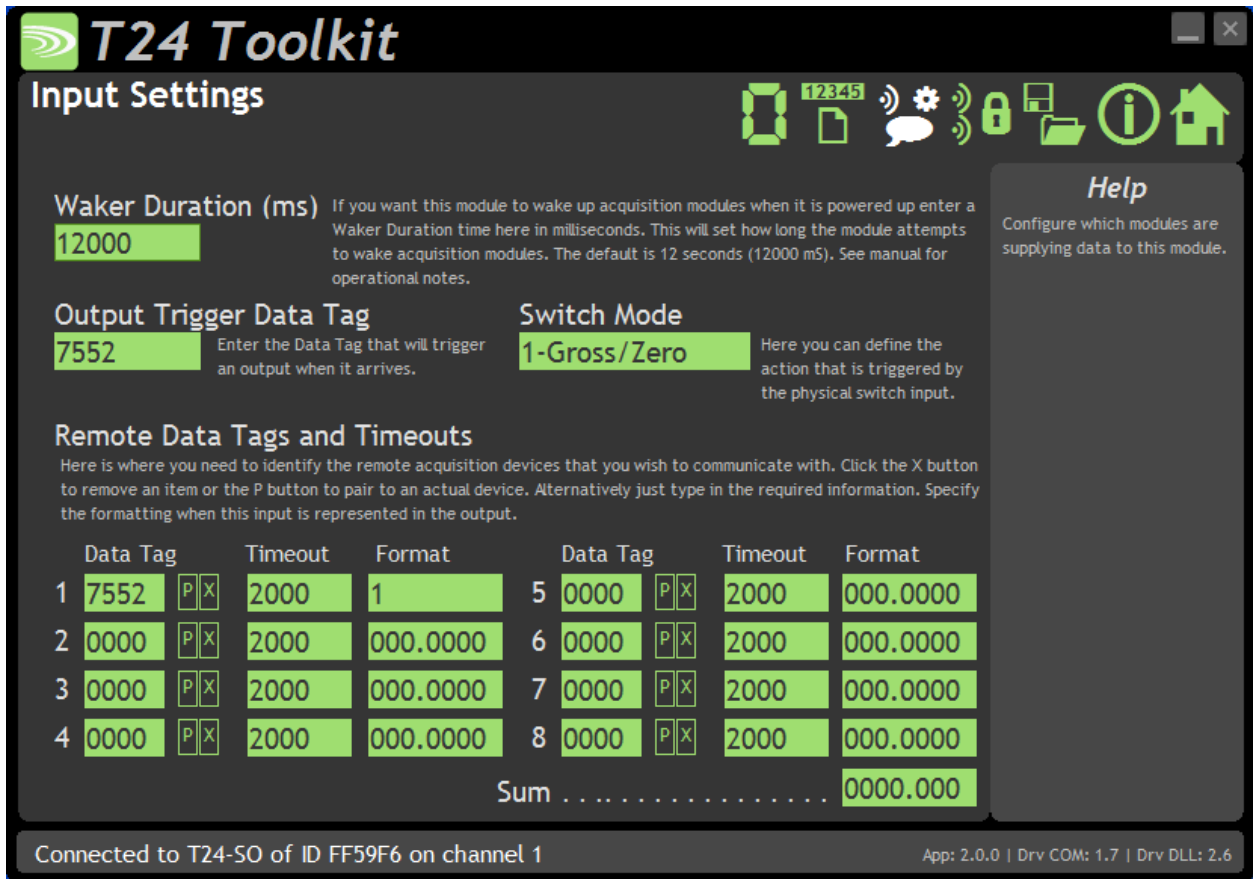 T24 Toolkit
Input Settings
12345
Waker Duration (ms)
12000
If you want this module to wake up acquisition modules when it is powered up enter a
Waker Duration time here in milliseconds. This will set how long the module attempts
to wake acquisition modules. The default is 12 seconds (12000 mS). See manual for
operational notes.
Help
Configure which modules are
supplying data to this module.
Output Trigger Data Tag
7552
Enter the Data Tag that will trigger
an output when it arrives.
Switch Mode
1-Gross/Zero
Here you can define the
action that is triggered by
the physical switch input.
Remote Data Tags and Timeouts
Here is where you need to identify the remote acquisition devices that you wish to communicate with. Click the X button
to remove an item or the P button to pair to an actual device. Alternatively just type in the required information. Specify
the formatting when this input is represented in the output.
Data Tag Timeout Format Data Tag Timeout Format
1 7552 P X 2000 1 5 0000 P X 2000 000.0000
2 0000 P X 2000 000.0000 6 0000 P X 2000 000.0000
3 0000 P X 2000 000.0000 7 0000 P X 2000 000.0000
4 0000 P X 2000 000.0000 8 0000 P X 2000 000.0000
Sum . . .. . . . . . . . . . . . . . 0000.000
Connected to T24-SO of ID FF59F6 on channel 1
App: 2.0.0 | Drv COM: 1.7 | Drv DLL: 2.6